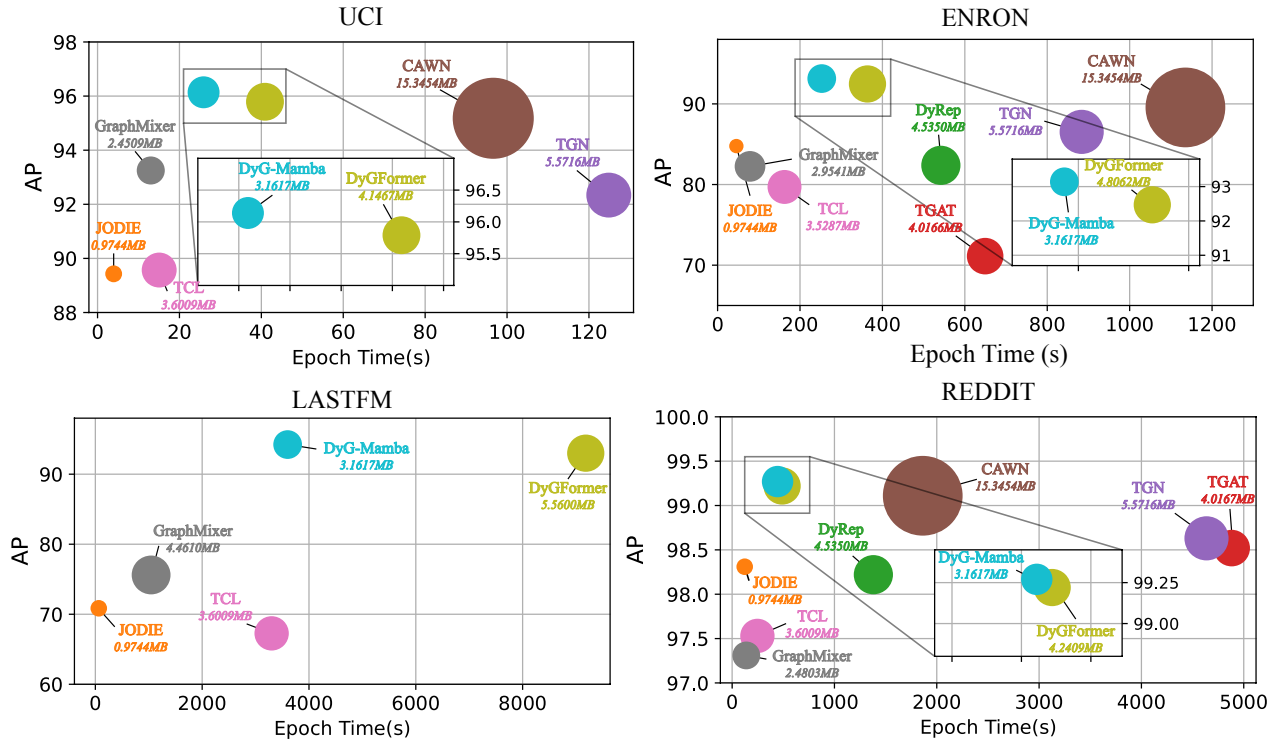 UCI
98
96
94
92
90
88
AP
CAWN
15.3454MB
GraphMixer
2.4509MB
TGN
5.5716MB
DyG-Mamba
3.1617MB
DyGFormer
4.1467MB
96.5
96.0
95.5
JODIE
0.9744MB
TCL
3.6009MB
0 20 40 60 80 100 120
Epoch Time(s)
ENRON
90
80
70
AP
CAWN
15.3454MB
DyRep
4.5350MB
TGN
5.5716MB
GraphMixer
2.9541MB
DyGFormer
4.8062MB
93
92
91
JODIE
0.9744MB
TCL
3.5287MB
TGAT
4.0166MB
DyG-Mamba
3.1617MB
0 200 400 600 800 1000 1200
Epoch Time (s)
LASTFM
90
80
70
60
AP
DyG-Mamba
3.1617MB
DyGFormer
5.5600MB
GraphMixer
4.4610MB
TCL
3.6009MB
JODIE
0.9744MB
0 2000 4000 6000 8000
Epoch Time(s)
REDDIT
100.0
99.5
99.0
98.5
98.0
97.5
97.0
AP
CAWN
15.3454MB
TGN
5.5716MB
TGAT
4.0167MB
DyRep
4.5350MB
JODIE
0.9744MB
DyG-Mamba
3.1617MB
99.25
99.00
TCL
3.6009MB
DyGFormer
4.2409MB
GraphMixer
2.4803MB
0 1000 2000 3000 4000 5000
Epoch Time(s)